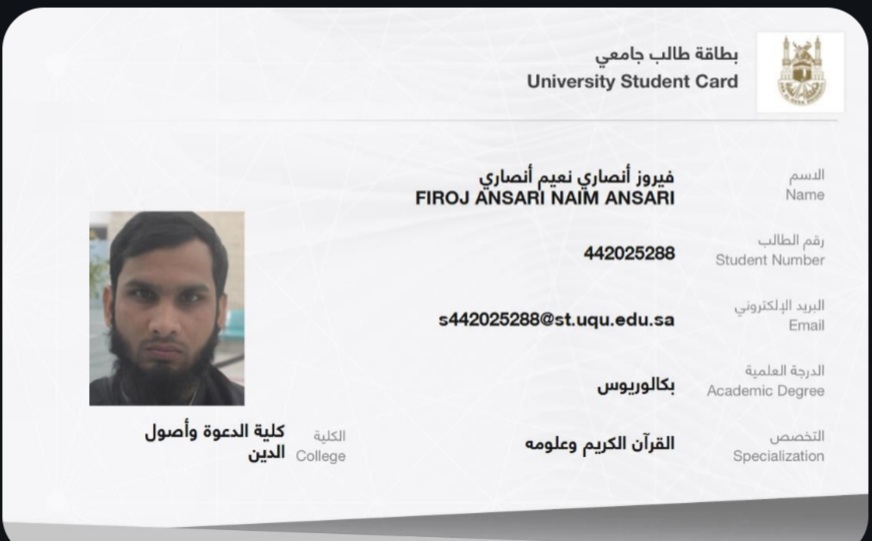 بطاقة طالب جامعي
University Student Card
الاسم
Name
فيروز أنصاري نعيم أنصاري
FIROJ ANSARI NAIM ANSARI
رقم الطالب
Student Number
442025288
البريد الإلكتروني
Email
s442025288@st.uqu.edu.sa
الدرجة العلمية
Academic Degree
بكالوريوس
التخصص
Specialization
القرآن الكريم وعلومه
الكلية
College
كلية الدعوة وأصول
الدين